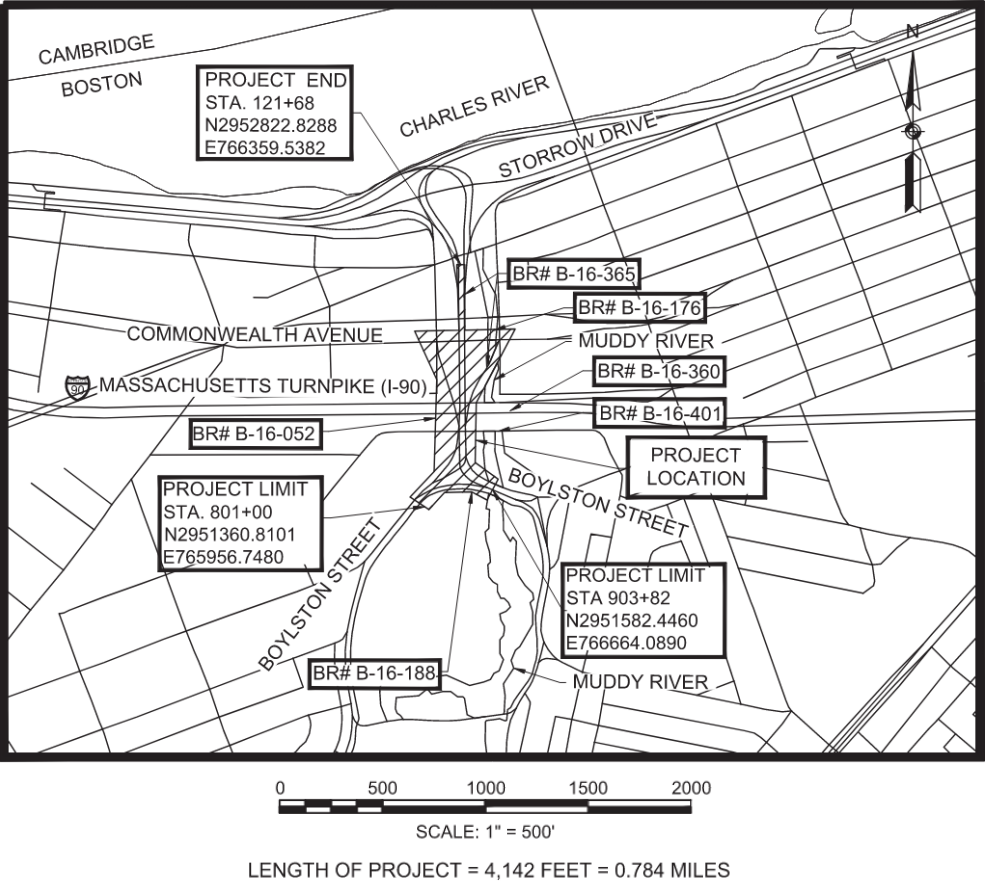 CAMBRIDGE
BOSTON
PROJECT END
STA. 121+68
N2952822.8288
E766359.5382
CHARLES RIVER
STORROW DRIVE
N
BR# B-16-365
BR# B-16-176
COMMONWEALTH AVENUE
MUDDY RIVER
90
MASSACHUSETTS TURNPIKE (I-90)
BR# B-16-360
BR# B-16-401
BR# B-16-052
PROJECT
LOCATION
PROJECT LIMIT
STA. 801+00
N2951360.8101
E765956.7480
BOYLSTON STREET
BOYLSTON STREET
PROJECT LIMIT
STA 903+82
N2951582.4460
E766664.0890
BR# B-16-188
MUDDY RIVER
0 500 1000 1500 2000
SCALE: 1" = 500'
LENGTH OF PROJECT = 4,142 FEET = 0.784 MILES